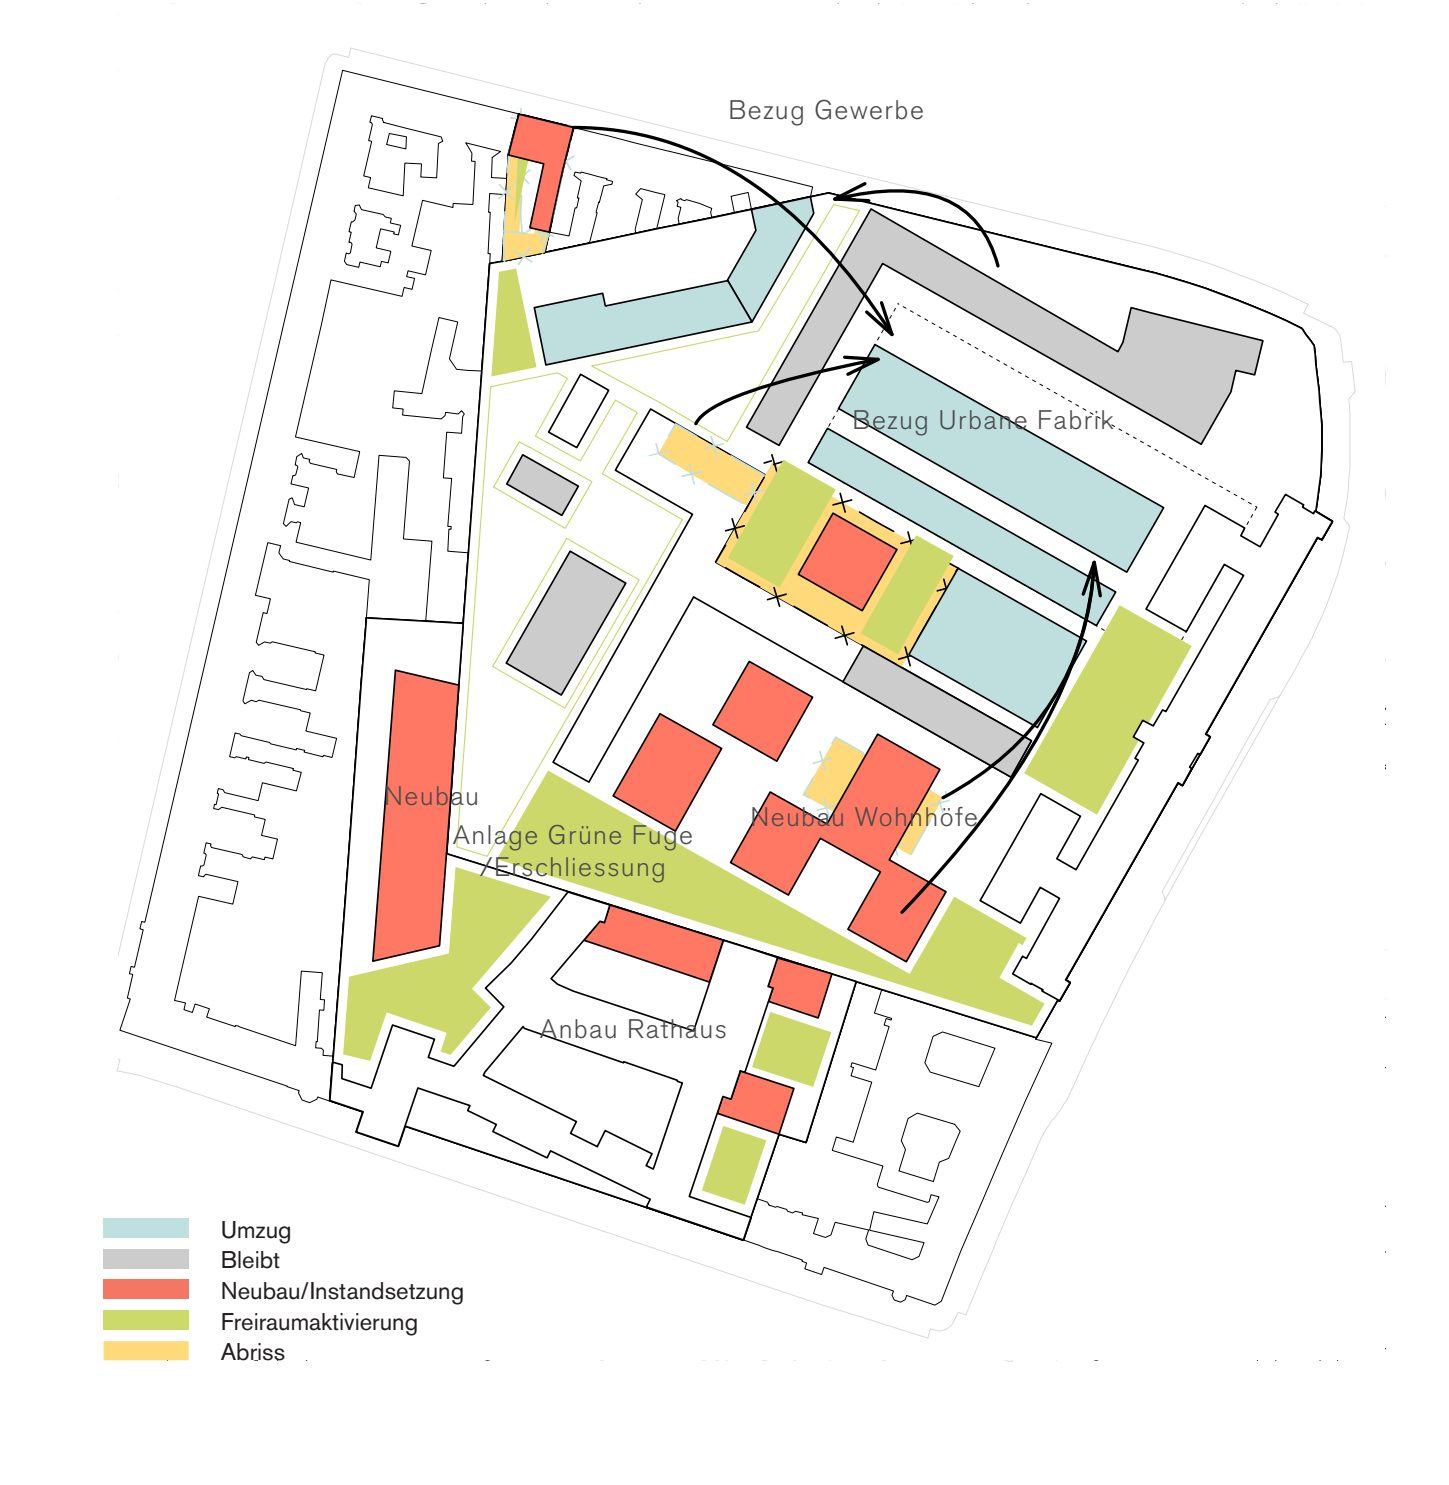 Bezug Gewerbe
Bezug Urbane Fabrik
Neubau
Neubau Wohnhöfe
Anlage Grüne Fuge
/Erschliessung
Anbau Rathaus
Umzug
Bleibt
Neubau/Instandsetzung
Freiraumaktivierung
Abriss